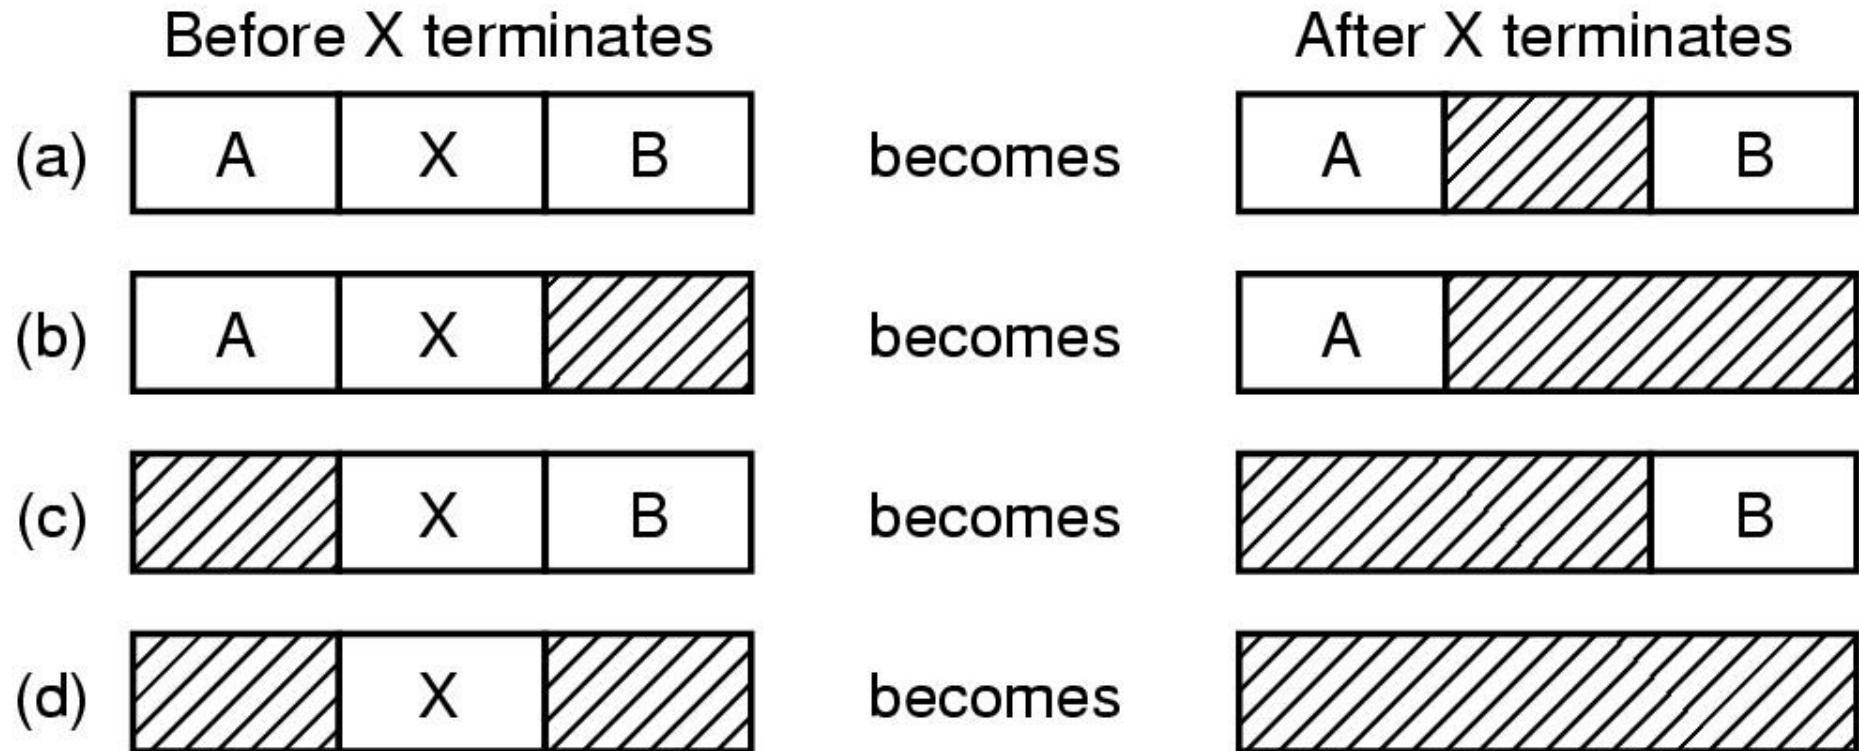 Before X terminates After X terminates
(a) A X B becomes A B
(b) A X becomes A
(c) X B becomes B
(d) X becomes